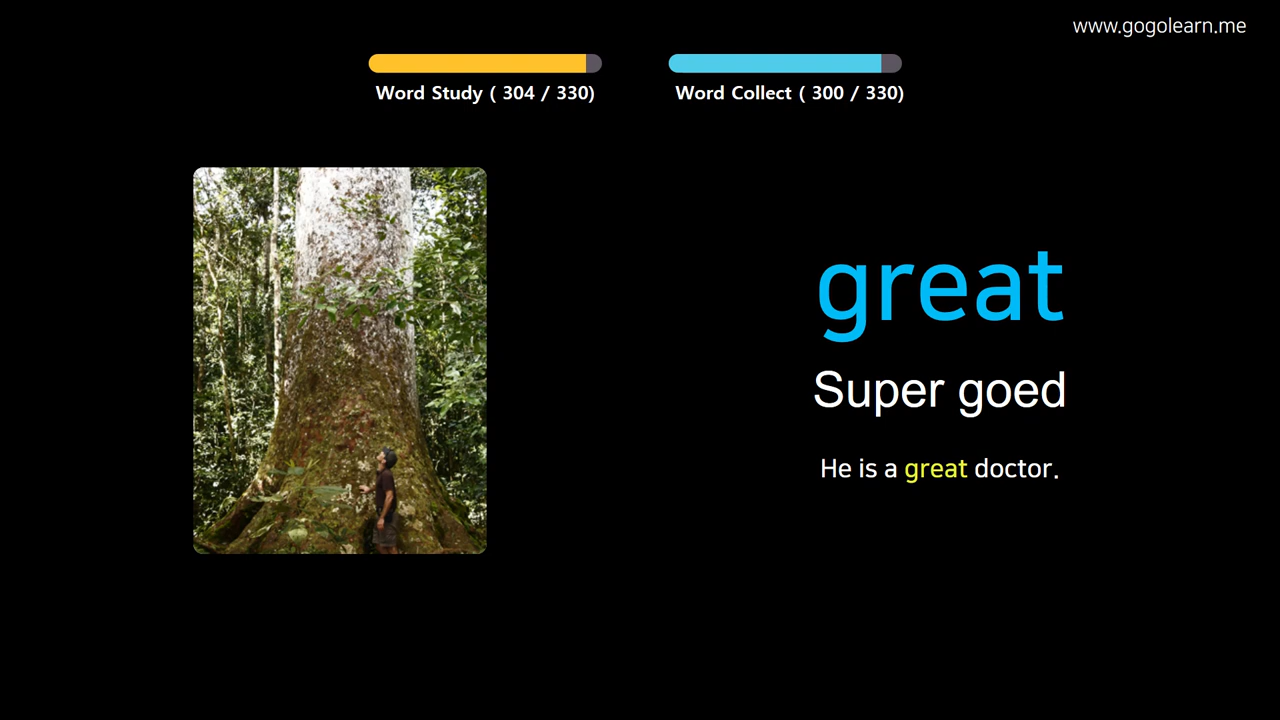 www.gogolearn.me
Word Study ( 304 / 330)
Word Collect ( 300 / 330)
great
Super goed
He is a great doctor.